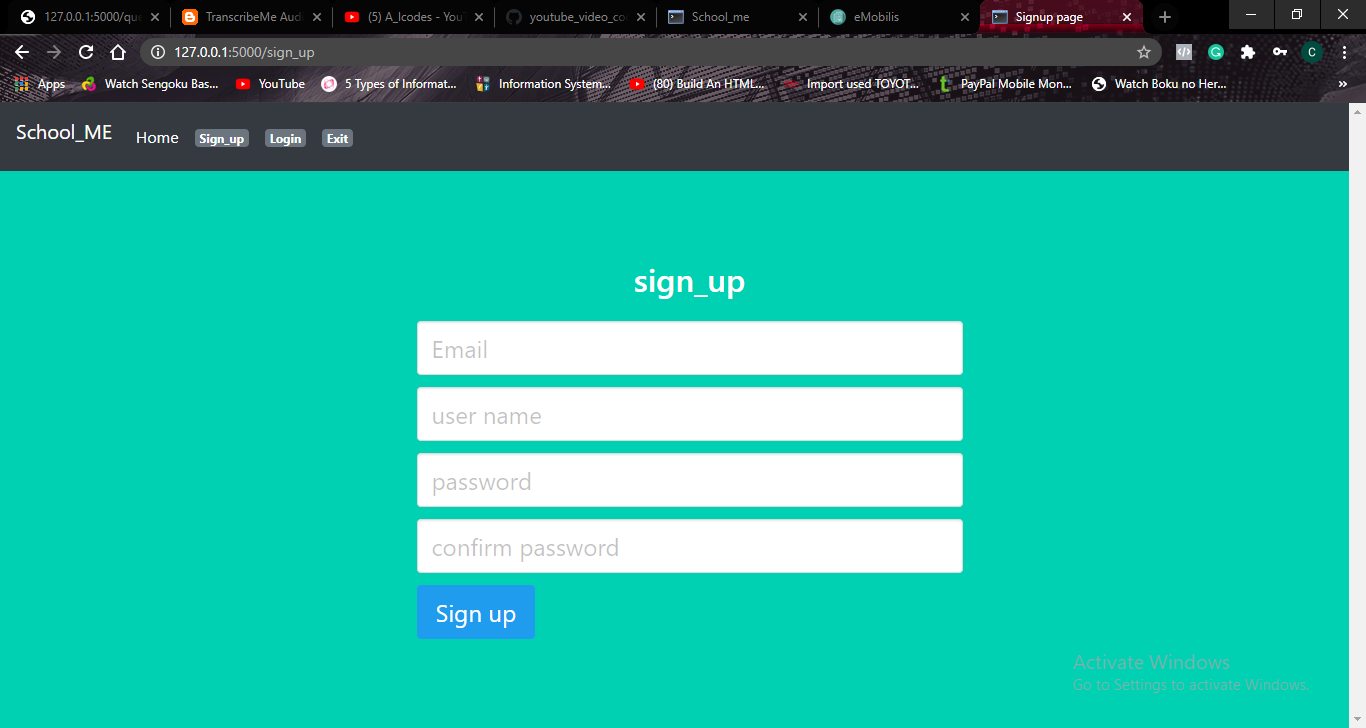 127.0.0.1:5000/que
TranscribeMe Aud
(5) A_lcodes - You
youtube_video_co
School_me
eMobilis
Signup page
127.0.0.1:5000/sign_up
C
Apps
Watch Sengoku Bas...
YouTube
5 Types of Informat...
Information System...
(80) Build An HTML...
Import used TOYOT...
PayPal Mobile Mon...
Watch Boku no Her...
»
School_ME
Home
Sign_up
Login
Exit
sign_up
Email
user name
password
confirm password
Sign up
Activate Windows
Go to Settings to activate Windows.